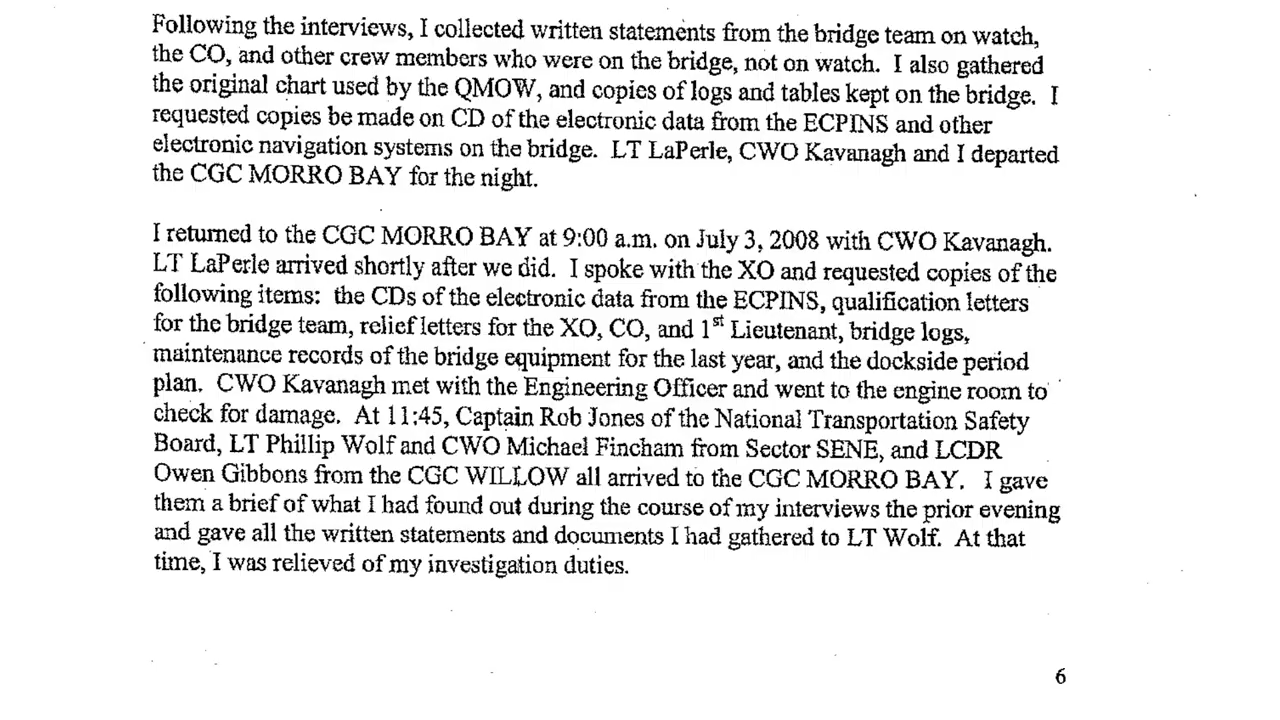 Following the interviews, I collected written statements from the bridge team on watch,
the CO, and other crew members who were on the bridge, not on watch. I also gathered
the original chart used by the QMOW, and copies of logs and tables kept on the bridge. I
requested copies be made on CD of the electronic data from the ECPINS and other
electronic navigation systems on the bridge. LT LaPerle, CWO Kavanagh and I departed
the CGC MORRO BAY for the night.
I returned to the CGC MORRO BAY at 9:00 a.m. on July 3, 2008 with CWO Kavanagh.
LT LaPerle arrived shortly after we did. I spoke with the XO and requested copies of the
following items: the CDs of the electronic data from the ECPINS, qualification letters
for the bridge team, relief letters for the XO, CO, and 1st Lieutenant, bridge logs,
maintenance records of the bridge equipment for the last year, and the dockside period
plan. CWO Kavanagh met with the Engineering Officer and went to the engine room to
check for damage. At 11:45, Captain Rob Jones of the National Transportation Safety
Board, LT Phillip Wolf and CWO Michael Fincham from Sector SENE, and LCDR
Owen Gibbons from the CGC WILLOW all arrived to the CGC MORRO BAY. I gave
them a brief of what I had found out during the course of my interviews the prior evening
and gave all the written statements and documents I had gathered to LT Wolf. At that
time, I was relieved of my investigation duties.
6